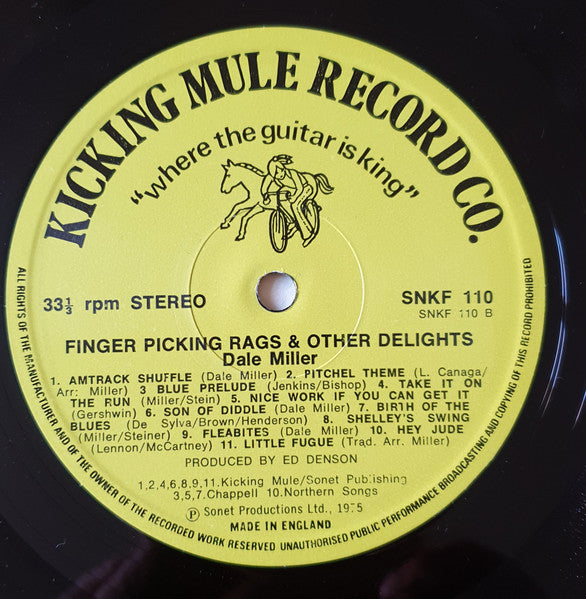 KICKING MULE RECORD CO.
"where the guitar is king"
33⅓ rpm STEREO
SNKF 110
SNKF 110 B
FINGER PICKING RAGS & OTHER DELIGHTS
Dale Miller
1. AMTRACK SHUFFLE (Dale Miller) 2. PITCHEL THEME (L. Canaga/
Arr: Miller) 3 BLUE PRELUDE (Jenkins/Bishop) 4. TAKE IT ON
THE RUN (Miller/Stein) 5. NICE WORK IF YOU CAN GET IT
(Gershwin) 6. SON OF DIDDLE (Dale Miller) 7. BIRTH OF THE
BLUES (De Sylva/Brown/Henderson) 8. SHELLEY'S SWING
(Miller/Steiner) 9. FLEABITES (Dale Miller) 10. HEY JUDE
(Lennon/McCartney) 11. LITTLE FUGUE (Trad. Arr. Miller)
PRODUCED BY ED DENSON
1,2,4,6,8,9,11.Kicking Mule/Sonet Publishing
3,5,7.Chappell 10.Northern Songs
Ⓟ Sonet Productions Ltd., 1975
MADE IN ENGLAND
ALL RIGHTS OF THE MANUFACTURER AND OF THE OWNER OF THE RECORDED WORK RESERVED UNAUTHORISED PUBLIC PERFORMANCE BROADCASTING AND COPYING OF THIS RECORD PROHIBITED